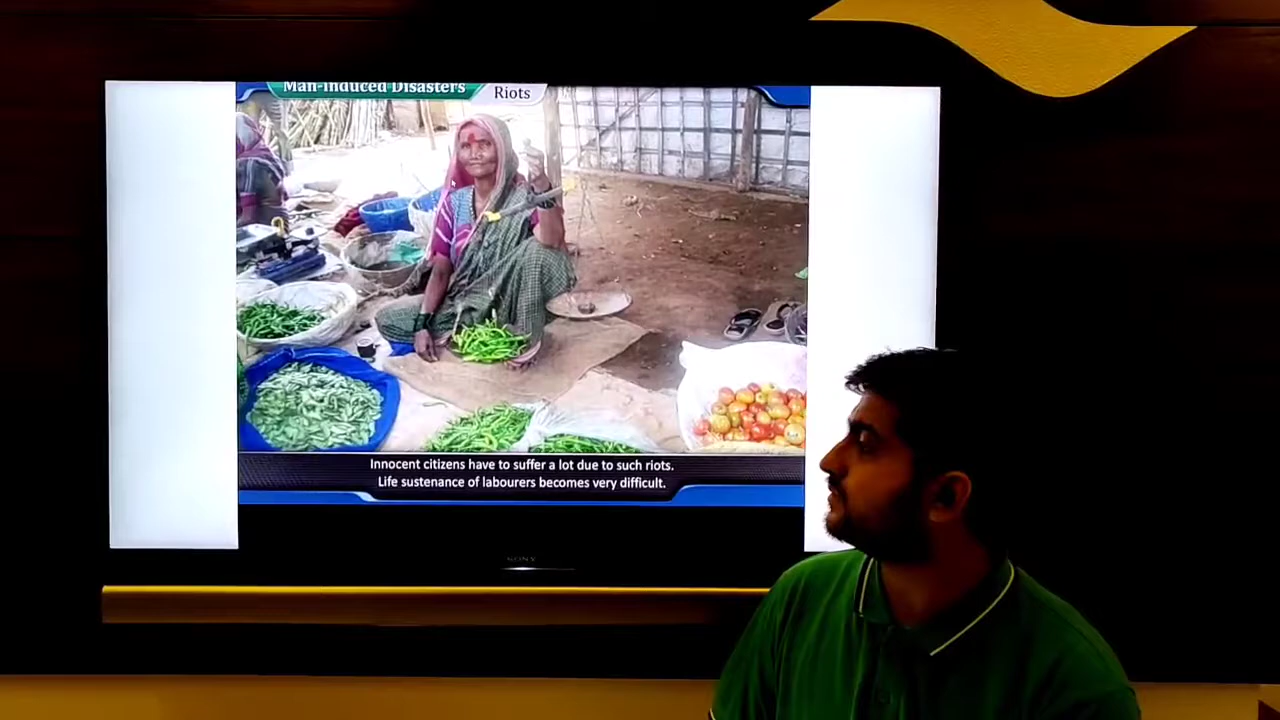 Man-induced Disasters
Riots
Innocent citizens have to suffer a lot due to such riots.
Life sustenance of labourers becomes very difficult.
SONY